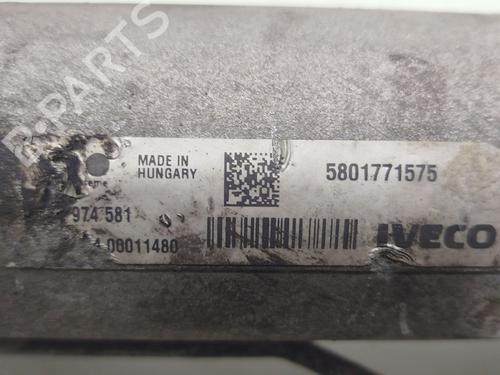 B-PARTS
MADE IN
HUNGARY
5801771575
974 581
00011480
IVECO